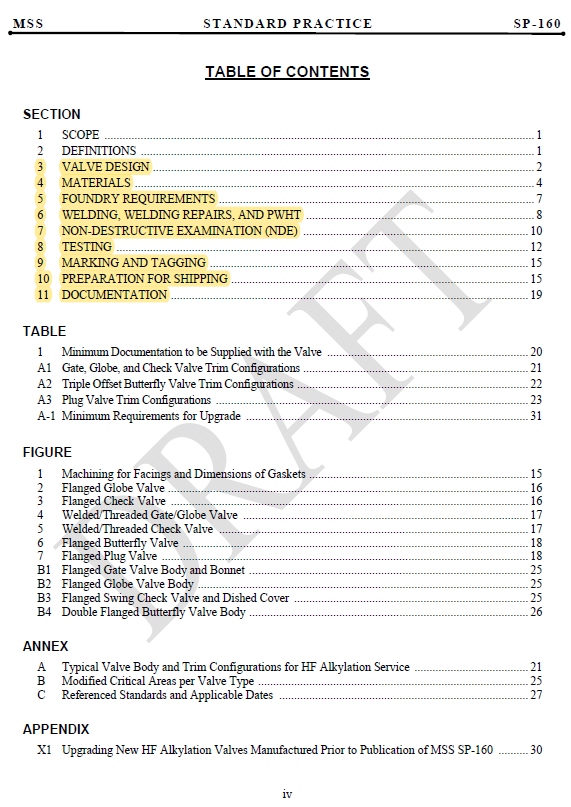 MSS STANDARD PRACTICE SP-160
TABLE OF CONTENTS
SECTION
1 SCOPE ........ 1
2 DEFINITIONS ........ 1
3 VALVE DESIGN ........ 2
4 MATERIALS ........ 4
5 FOUNDRY REQUIREMENTS ........ 7
6 WELDING, WELDING REPAIRS, AND PWHT ........ 8
7 NON-DESTRUCTIVE EXAMINATION (NDE) ........ 10
8 TESTING ........ 12
9 MARKING AND TAGGING ........ 15
10 PREPARATION FOR SHIPPING ........ 15
11 DOCUMENTATION ........ 19
TABLE
1 Minimum Documentation to be Supplied with the Valve ........ 20
A1 Gate, Globe, and Check Valve Trim Configurations ........ 21
A2 Triple Offset Butterfly Valve Trim Configurations ........ 22
A3 Plug Valve Trim Configurations ........ 23
A-1 Minimum Requirements for Upgrade ........ 31
FIGURE
1 Machining for Facings and Dimensions of Gaskets ........ 15
2 Flanged Globe Valve ........ 16
3 Flanged Check Valve ........ 16
4 Welded/Threaded Gate/Globe Valve ........ 17
5 Welded/Threaded Check Valve ........ 17
6 Flanged Butterfly Valve ........ 18
7 Flanged Plug Valve ........ 18
B1 Flanged Gate Valve Body and Bonnet ........ 25
B2 Flanged Globe Valve Body ........ 25
B3 Flanged Swing Check Valve and Dished Cover ........ 25
B4 Double Flanged Butterfly Valve Body ........ 26
ANNEX
A Typical Valve Body and Trim Configurations for HF Alkylation Service ........ 21
B Modified Critical Areas per Valve Type ........ 25
C Referenced Standards and Applicable Dates ........ 27
APPENDIX
X1 Upgrading New HF Alkylation Valves Manufactured Prior to Publication of MSS SP-160 ........ 30
iv
DRAFT